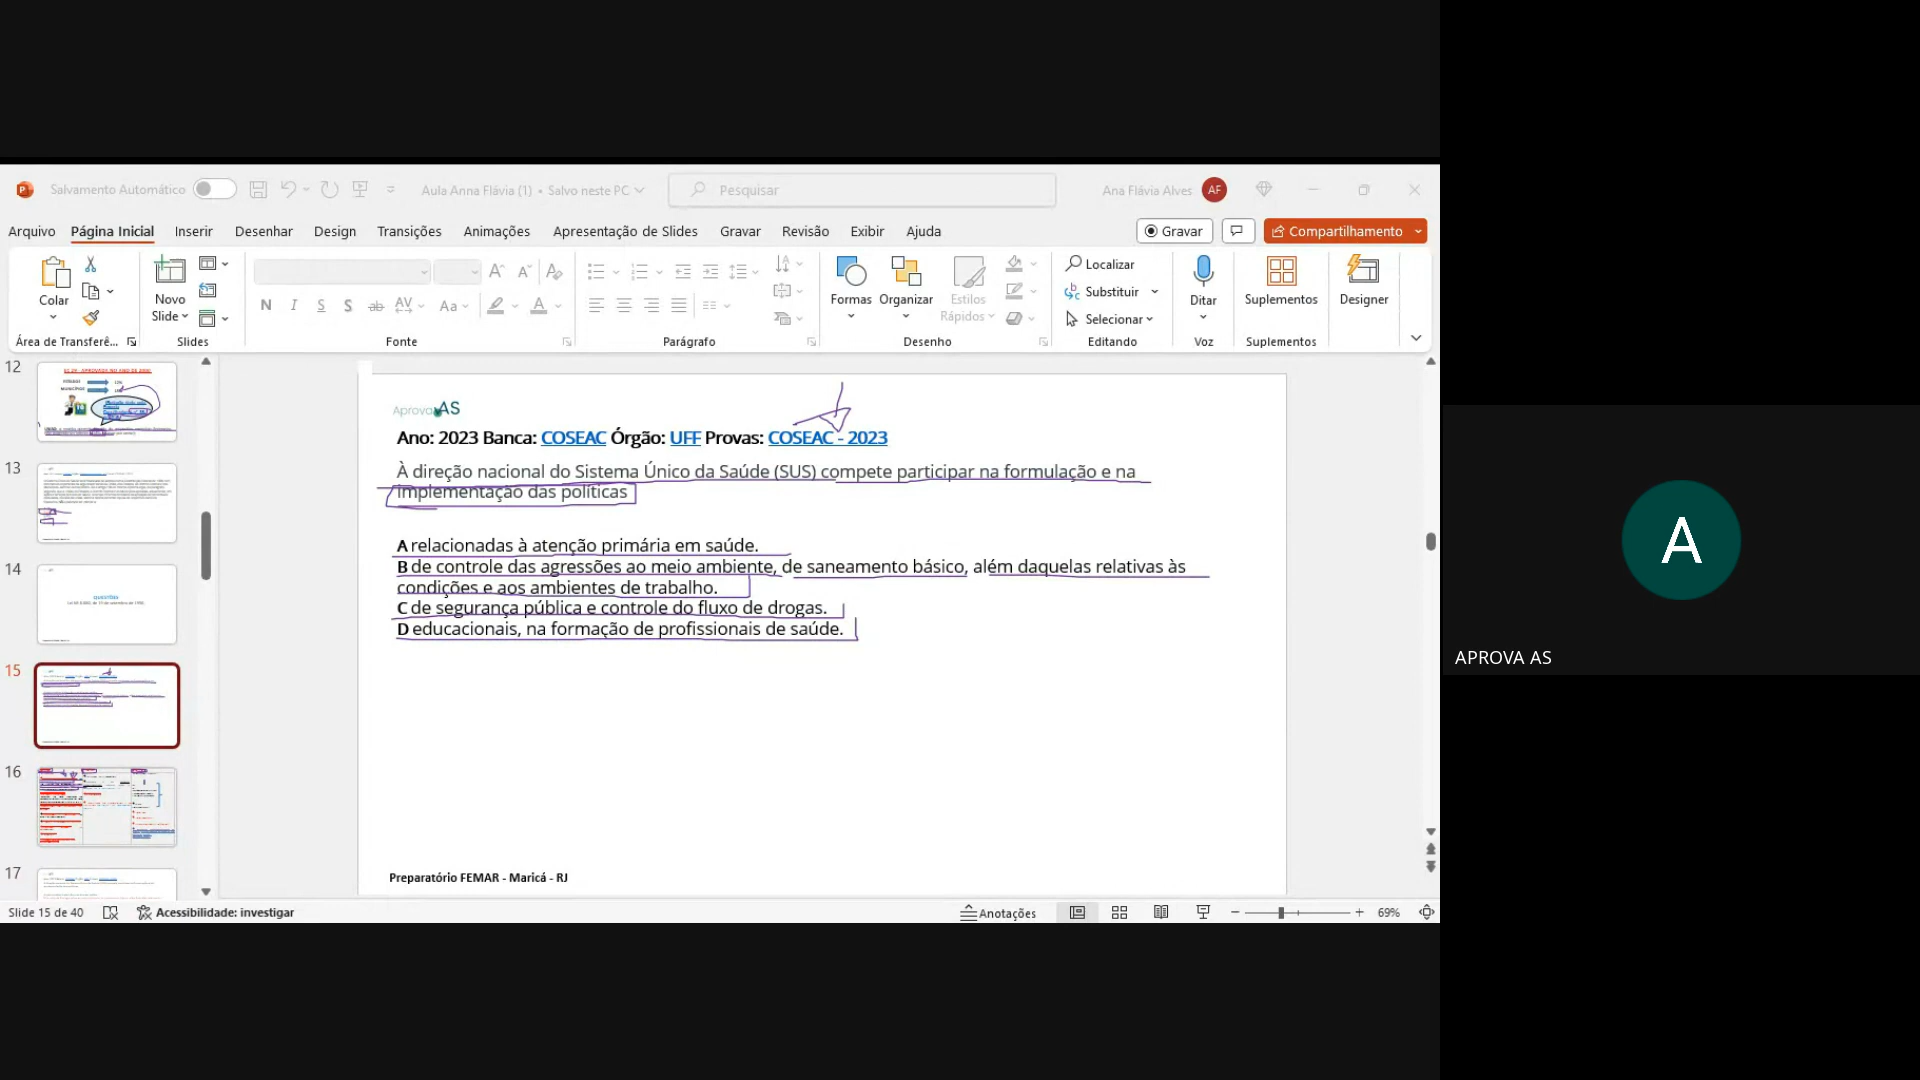 Salvamento Automático
Aula Anna Flávia (1) • Salvo neste PC
Pesquisar
Ana Flávia Alves
AF
Arquivo
Página Inicial
Inserir
Desenhar
Design
Transições
Animações
Apresentação de Slides
Gravar
Revisão
Exibir
Ajuda
Gravar
Compartilhamento
Colar
Novo
Slide
N I S S ab AV Aa A
Formas
Organizar
Estilos
Rápidos
Localizar
Substituir
Selecionar
Ditar
Suplementos
Designer
Área de Transferê...
Slides
Fonte
Parágrafo
Desenho
Editando
Voz
Suplementos
12
13
14
QUESTÕES
15
16
17
AprovaAS
Ano: 2023 Banca: COSEAC Órgão: UFF Provas: COSEAC - 2023
À direção nacional do Sistema Único da Saúde (SUS) compete participar na formulação e na
implementação das políticas
A relacionadas à atenção primária em saúde.
B de controle das agressões ao meio ambiente, de saneamento básico, além daquelas relativas às
condições e aos ambientes de trabalho.
C de segurança pública e controle do fluxo de drogas.
D educacionais, na formação de profissionais de saúde.
Preparatório FEMAR - Maricá - RJ
Slide 15 de 40
Acessibilidade: investigar
Anotações
69%
A
APROVA AS